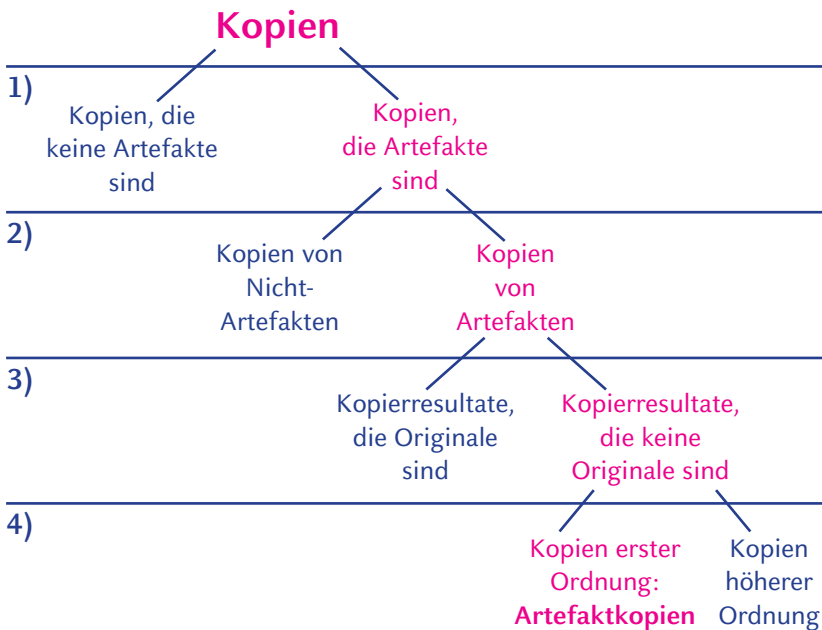 Kopien
1)
Kopien, die
keine Artefakte
sind
Kopien,
die Artefakte
sind
2)
Kopien von
Nicht-
Artefakten
Kopien
von
Artefakten
3)
Kopierresultate,
die Originale
sind
Kopierresultate,
die keine
Originale sind
4)
Kopien erster
Ordnung:
Artefaktkopien
Kopien
höherer
Ordnung